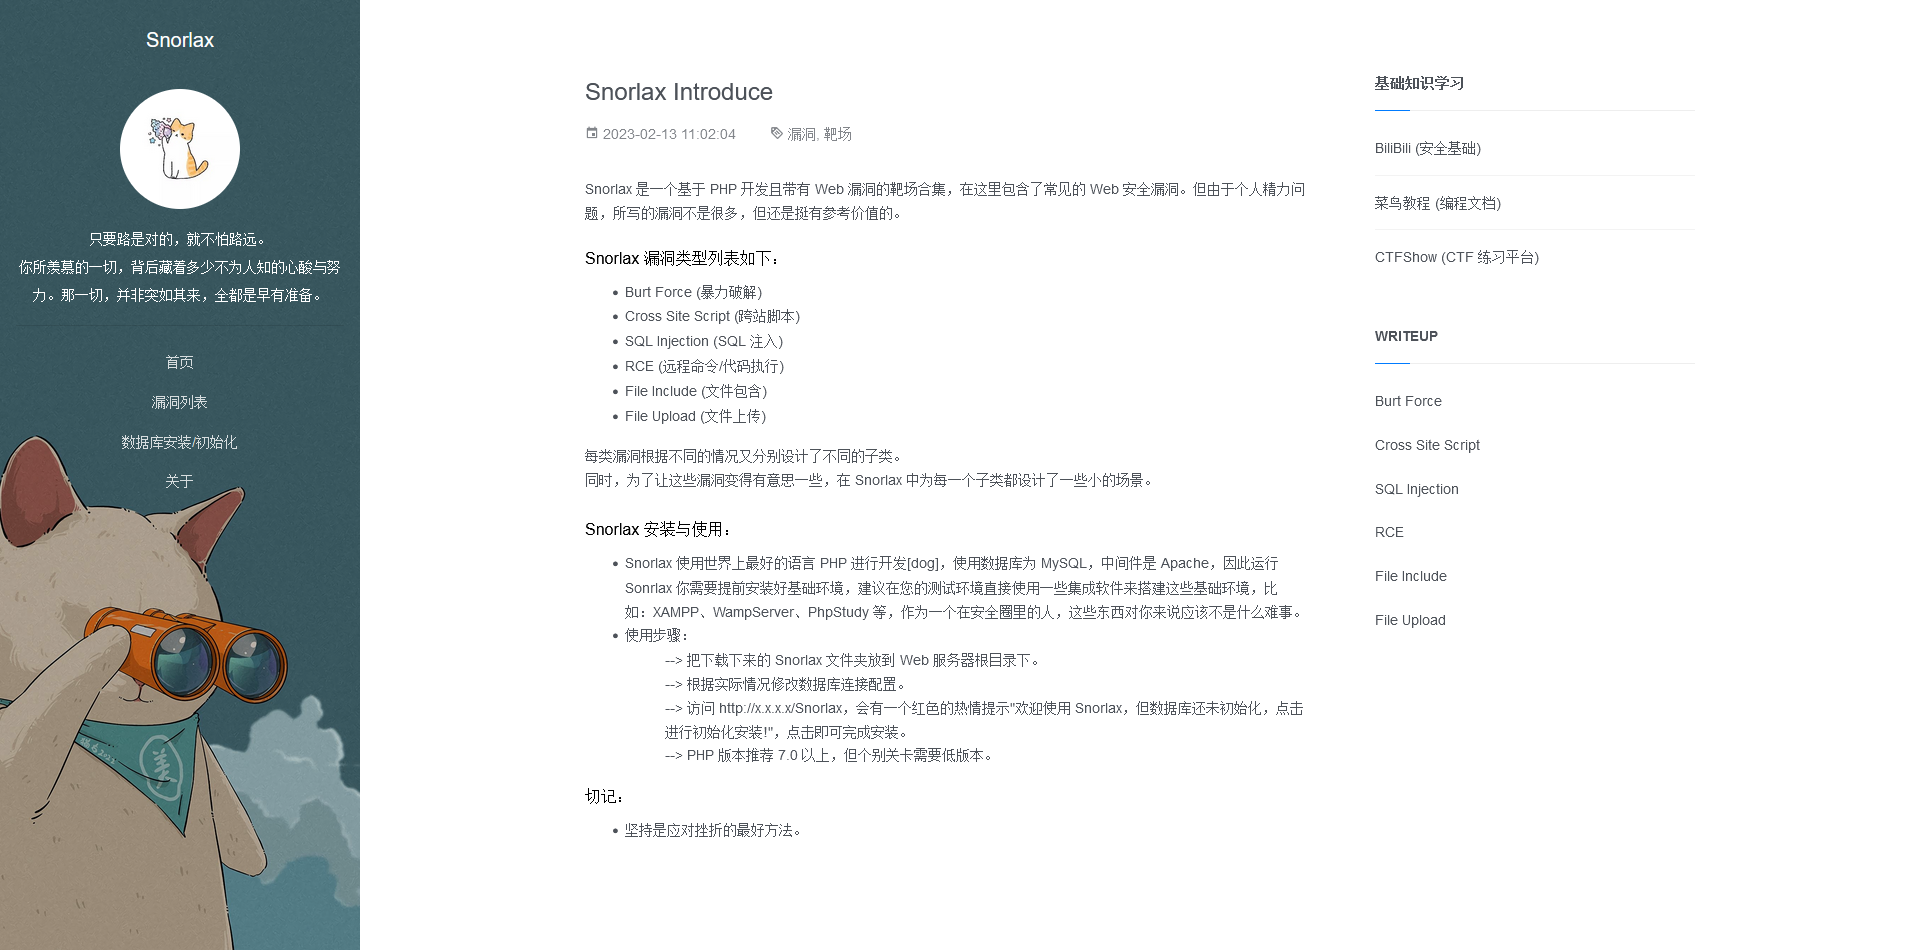 Snorlax
只要路是对的，就不怕路远。
你所羡慕的一切，背后藏着多少不为人知的心酸与努
力。那一切，并非突如其来，全都是早有准备。
首页
漏洞列表
数据库安装/初始化
关于
美
Snorlax Introduce
2023-02-13 11:02:04 漏洞, 靶场
Snorlax 是一个基于 PHP 开发且带有 Web 漏洞的靶场合集，在这里包含了常见的 Web 安全漏洞。但由于个人精力问
题，所写的漏洞不是很多，但还是挺有参考价值的。
Snorlax 漏洞类型列表如下：
Burt Force (暴力破解)
Cross Site Script (跨站脚本)
SQL Injection (SQL 注入)
RCE (远程命令/代码执行)
File Include (文件包含)
File Upload (文件上传)
每类漏洞根据不同的情况又分别设计了不同的子类。
同时，为了让这些漏洞变得有意思一些，在 Snorlax 中为每一个子类都设计了一些小的场景。
Snorlax 安装与使用：
Snorlax 使用世界上最好的语言 PHP 进行开发[dog]，使用数据库为 MySQL，中间件是 Apache，因此运行
Sonrlax 你需要提前安装好基础环境，建议在您的测试环境直接使用一些集成软件来搭建这些基础环境，比
如：XAMPP、WampServer、PhpStudy 等，作为一个在安全圈里的人，这些东西对你来说应该不是什么难事。
使用步骤：
--> 把下载下来的 Snorlax 文件夹放到 Web 服务器根目录下。
--> 根据实际情况修改数据库连接配置。
--> 访问 http://x.x.x.x/Snorlax，会有一个红色的热情提示"欢迎使用 Snorlax，但数据库还未初始化，点击
进行初始化安装!"，点击即可完成安装。
--> PHP 版本推荐 7.0 以上，但个别关卡需要低版本。
切记：
坚持是应对挫折的最好方法。
基础知识学习
BiliBili (安全基础)
菜鸟教程 (编程文档)
CTFShow (CTF 练习平台)
WRITEUP
Burt Force
Cross Site Script
SQL Injection
RCE
File Include
File Upload